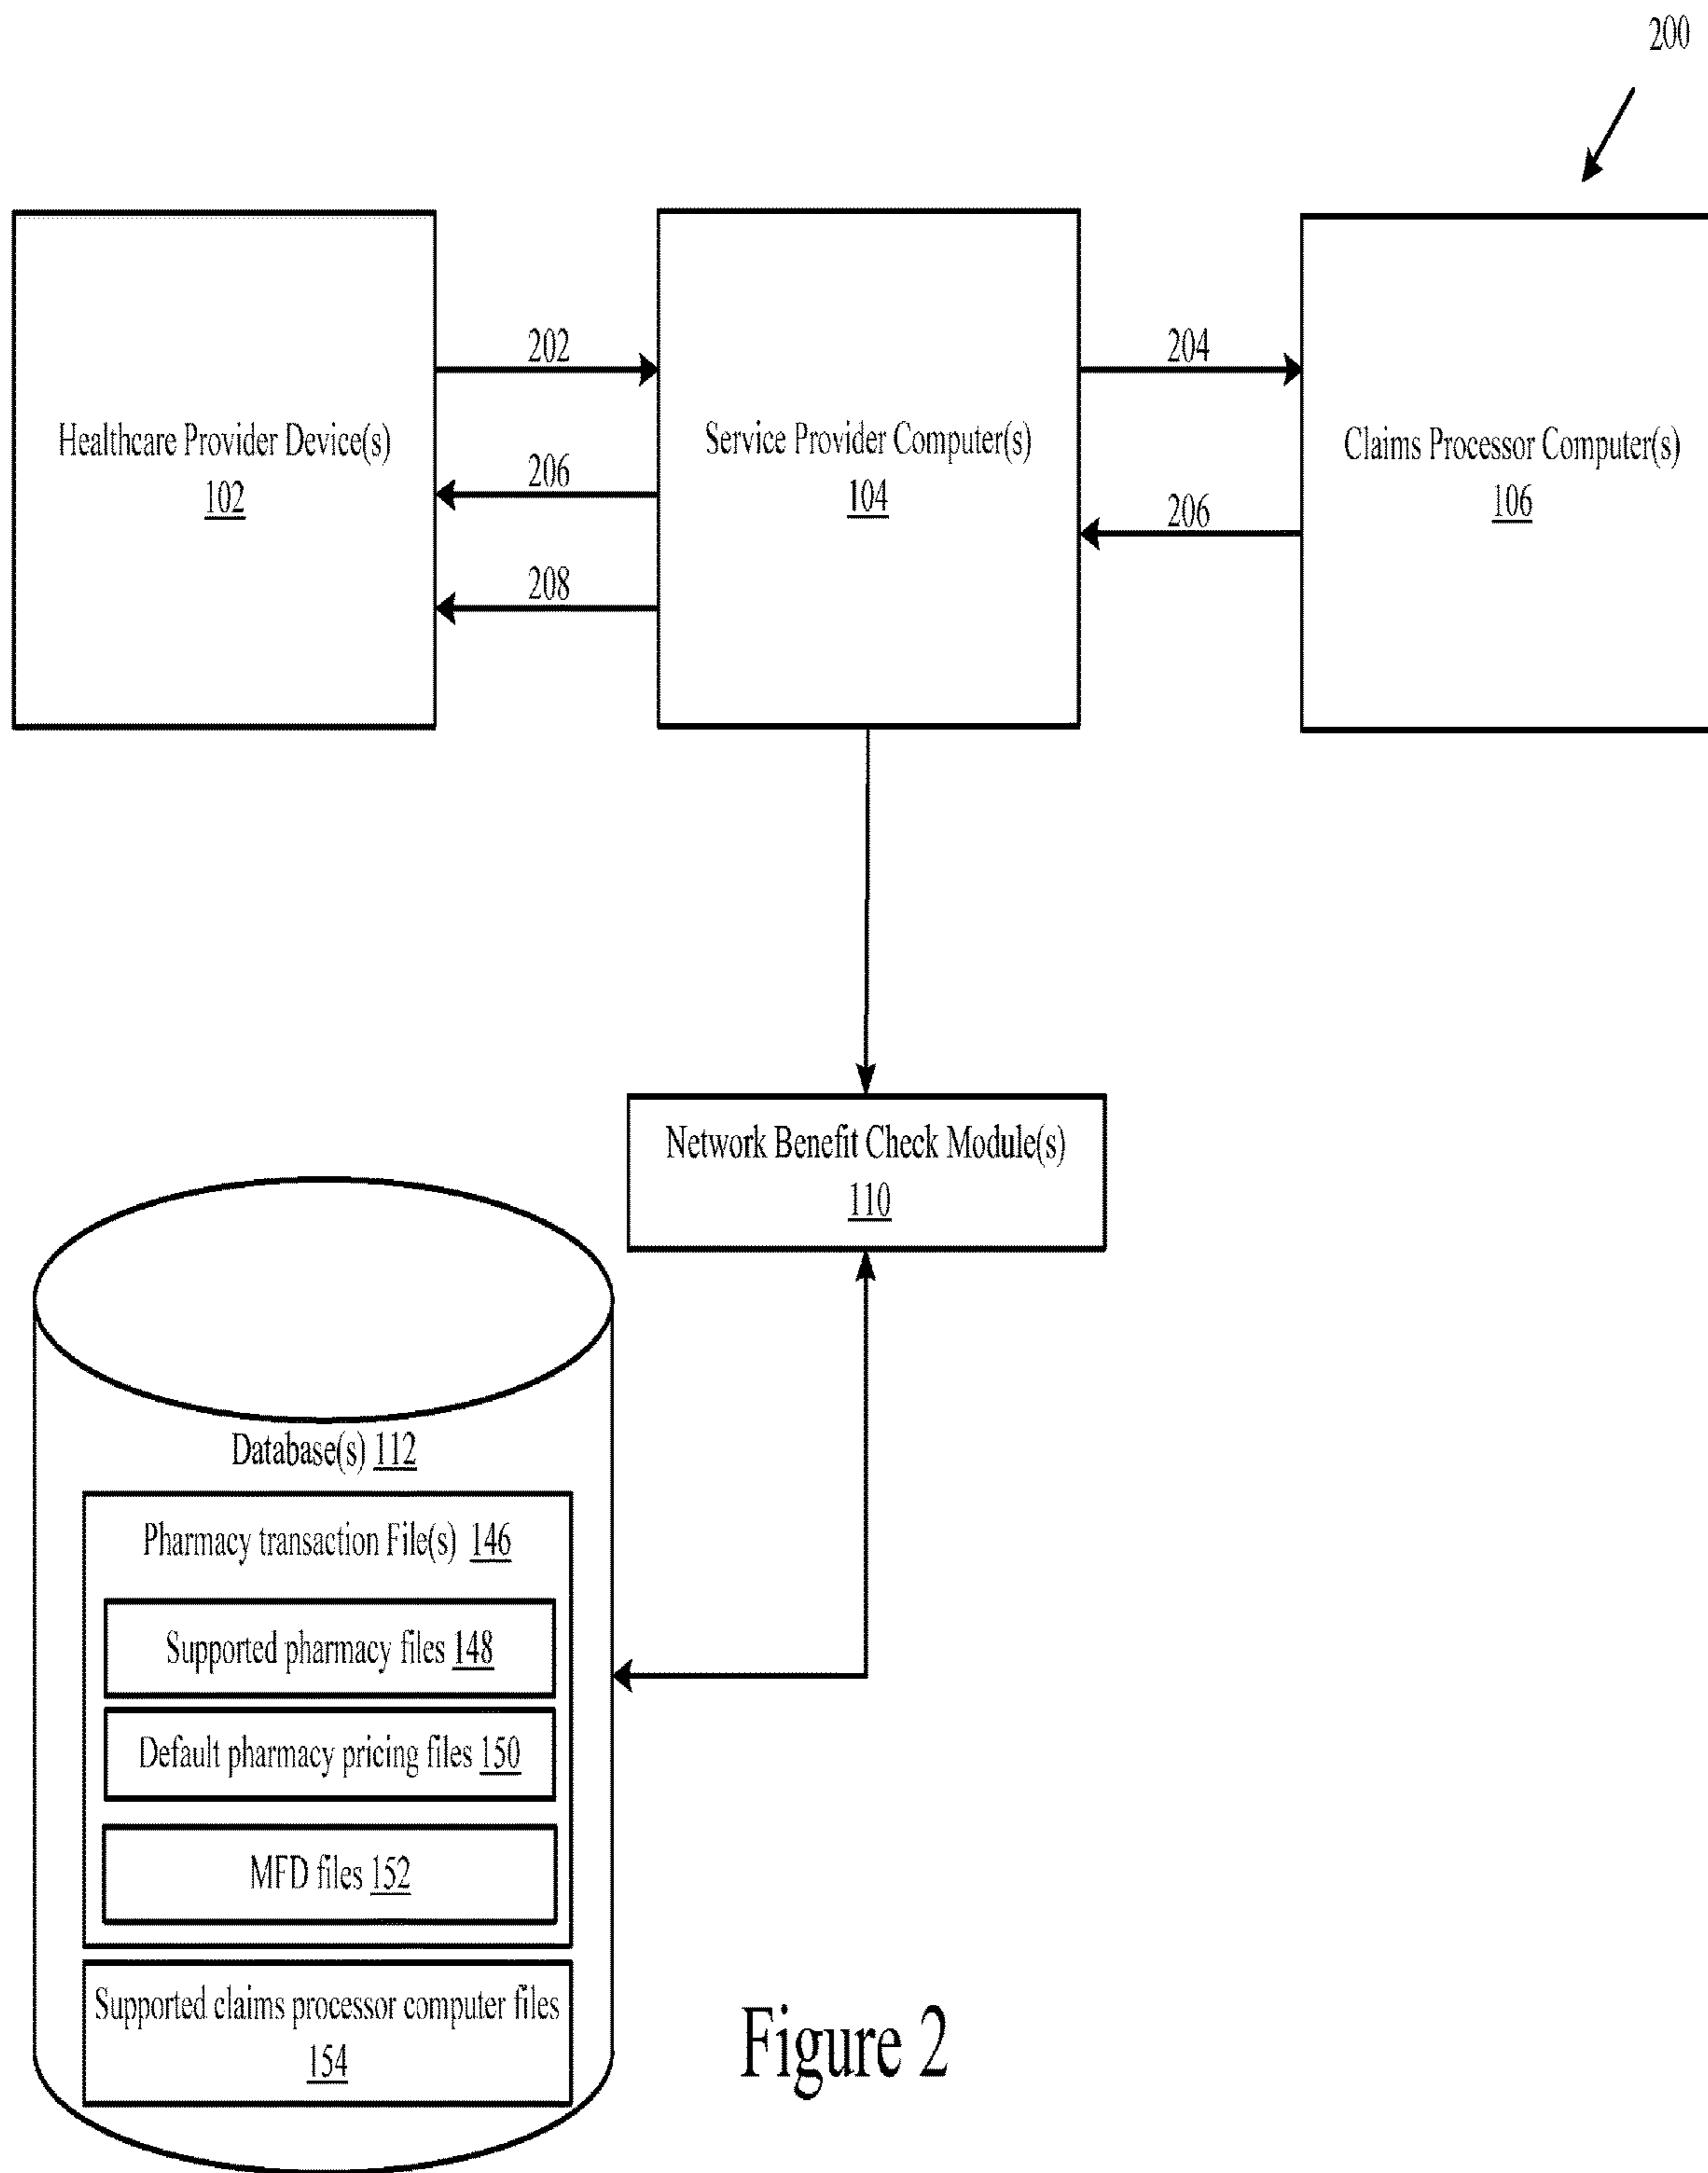 200
202
204
Healthcare Provider Device(s)
102
Service Provider Computer(s)
104
Claims Processor Computer(s)
106
206
206
208
Network Benefit Check Module(s)
110
Database(s) 112
Pharmacy transaction File(s) 146
Supported pharmacy files 148
Default pharmacy pricing files 150
MFD files 152
Supported claims processor computer files
154
Figure 2